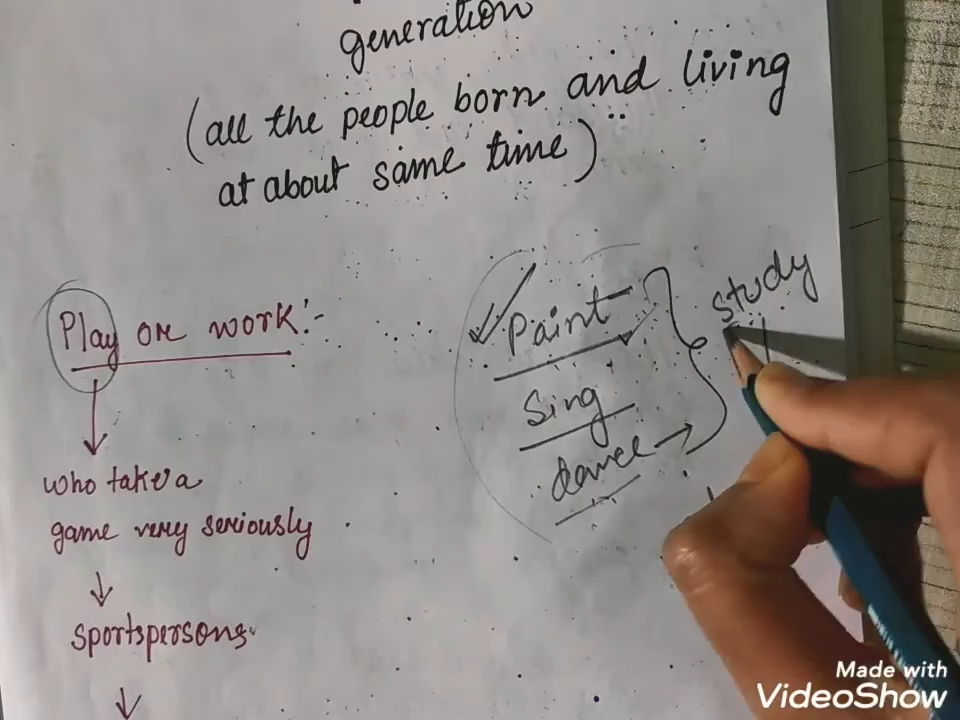 generation
(all the people born and living
at about same time)
Play or work:-
who take a
game very seriously
sportspersons
Paint
Sing
dance
study
Made with
VideoShow